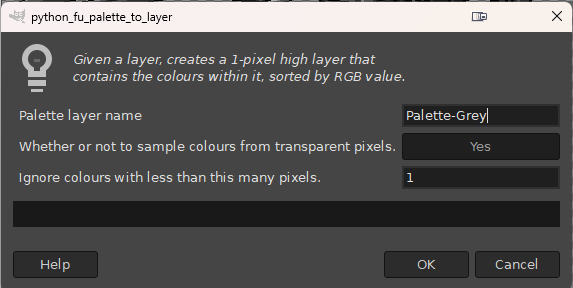 python_fu_palette_to_layer
Given a layer, creates a 1-pixel high layer that
contains the colours within it, sorted by RGB value.
Palette layer name Palette-Grey
Whether or not to sample colours from transparent pixels. Yes
Ignore colours with less than this many pixels. 1
Help OK Cancel